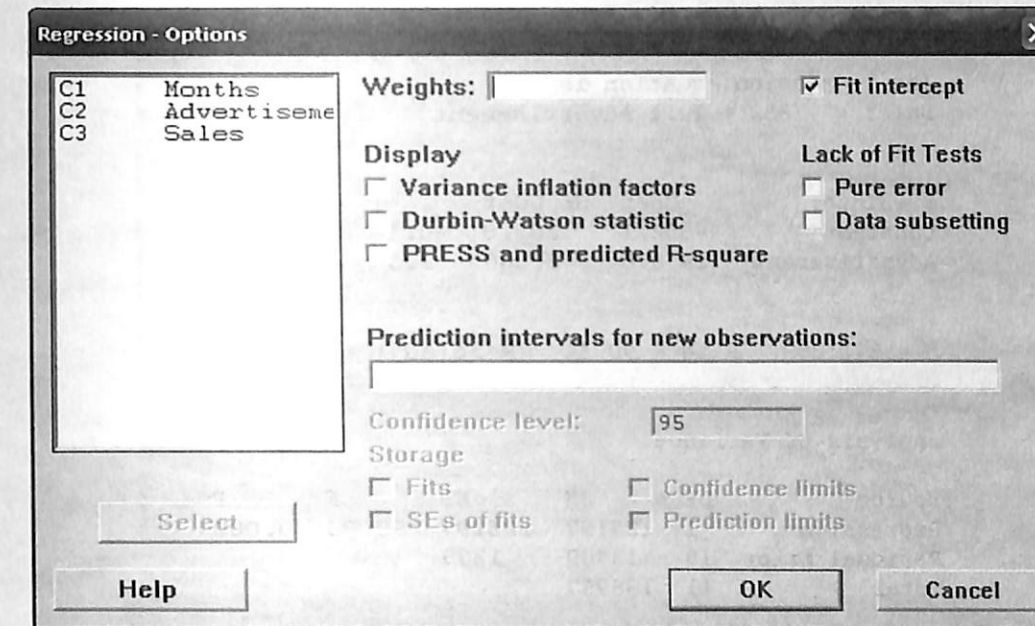 Regression - Options
C1 Months
C2 Advertiseme
C3 Sales
Weights:
Fit intercept
Display
Variance inflation factors
Durbin-Watson statistic
PRESS and predicted R-square
Lack of Fit Tests
Pure error
Data subsetting
Prediction intervals for new observations:
Confidence level: 95
Storage
Fits
SEs of fits
Confidence limits
Prediction limits
Select
Help
OK
Cancel